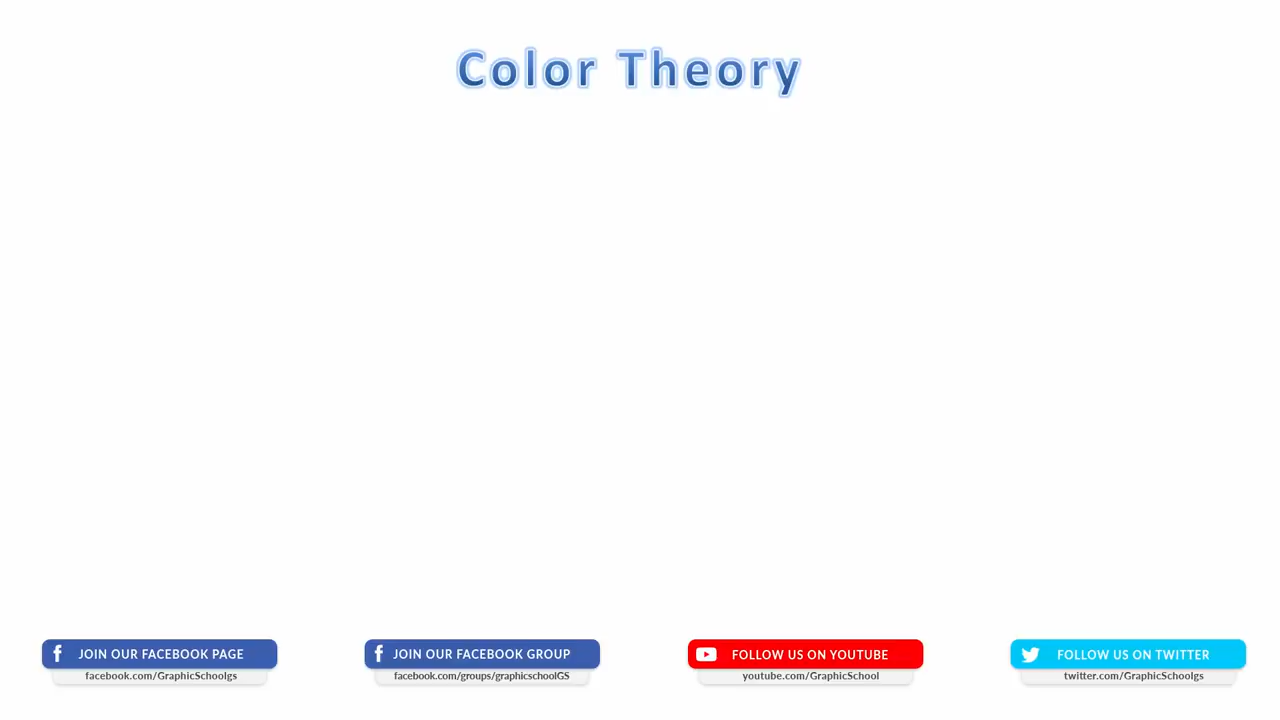 Color Theory
JOIN OUR FACEBOOK PAGE
facebook.com/GraphicSchoolgs
JOIN OUR FACEBOOK GROUP
facebook.com/groups/graphicschoolGS
FOLLOW US ON YOUTUBE
youtube.com/GraphicSchool
FOLLOW US ON TWITTER
twitter.com/GraphicSchoolgs